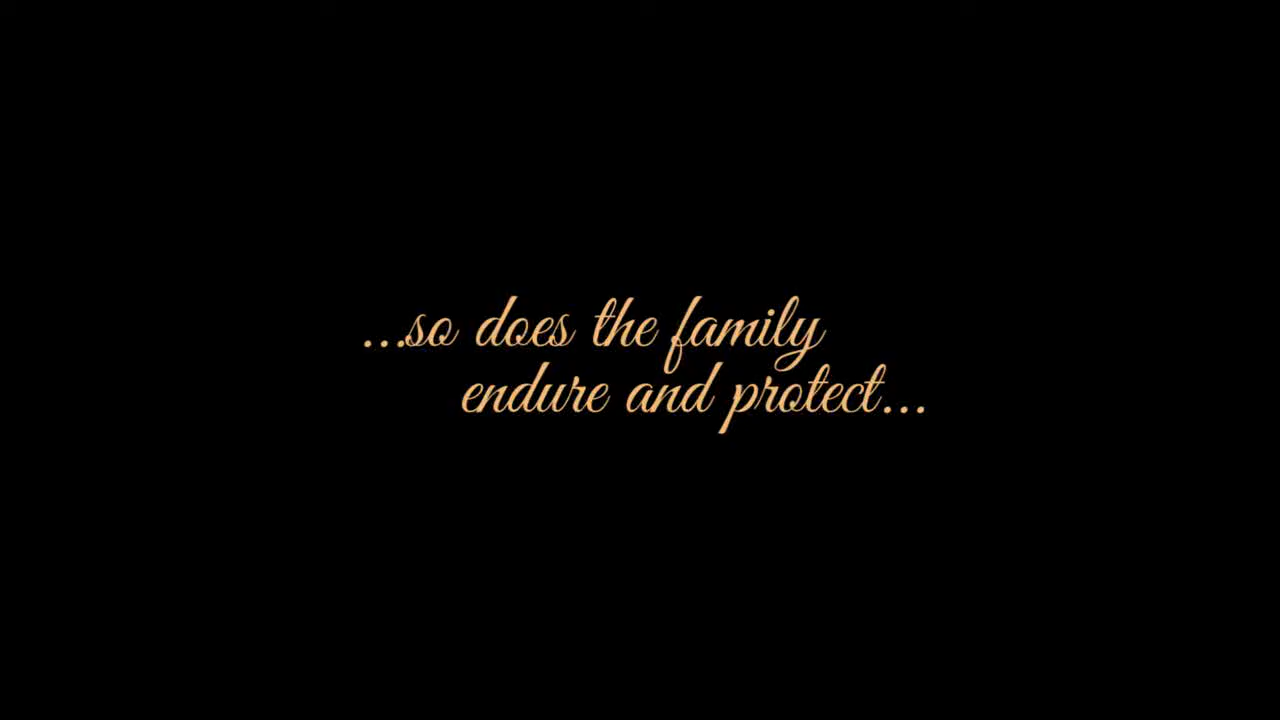 ...so does the family
endure and protect...